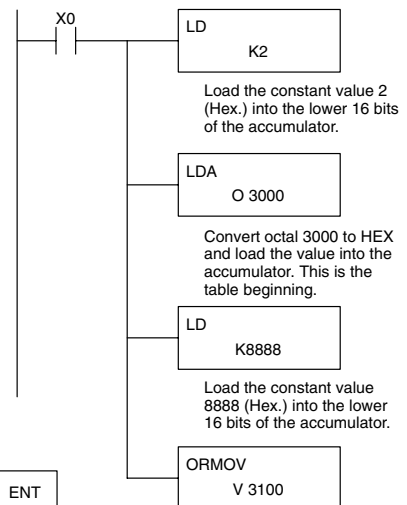 X0
LD
K2
Load the constant value 2
(Hex.) into the lower 16 bits
of the accumulator.
LDA
O 3000
Convert octal 3000 to HEX
and load the value into the
accumulator. This is the
table beginning.
LD
K8888
Load the constant value
8888 (Hex.) into the lower
16 bits of the accumulator.
ORMOV
V 3100
ENT